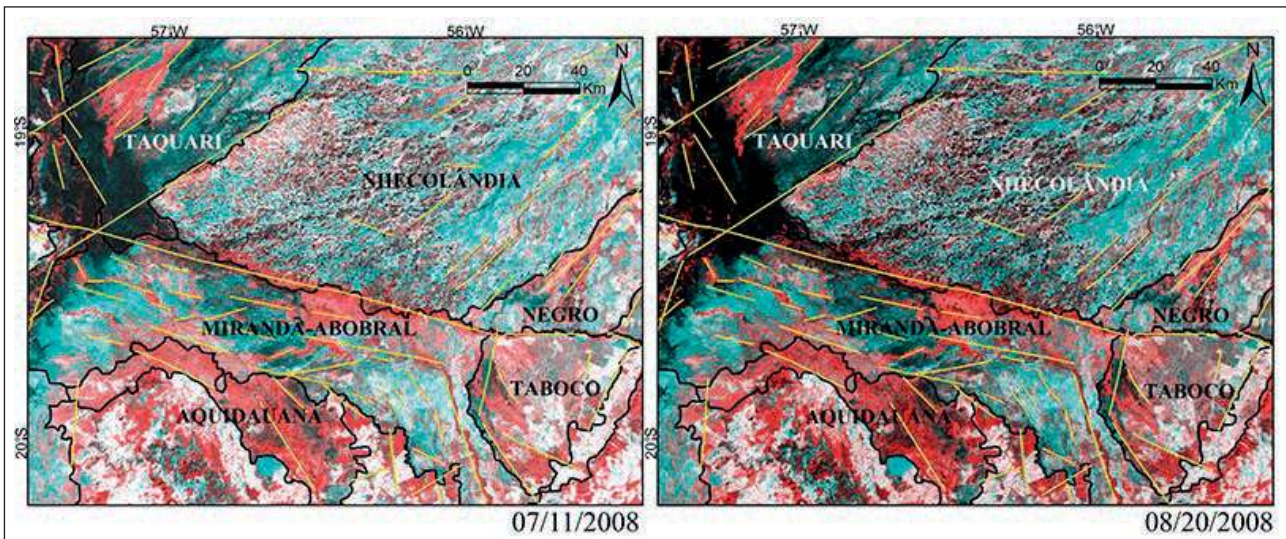 57°W 56°W
N
0 20 40
Km
19°S
TAQUARI
NHECOLÂNDIA
NEGRO
MIRANDA-ABOBRAL
TABOCO
AQUIDAUANA
20°S
07/11/2008
57°W 56°W
N
0 20 40
Km
19°S
TAQUARI
NHECOLÂNDIA
NEGRO
MIRANDA-ABOBRAL
TABOCO
AQUIDAUANA
20°S
08/20/2008